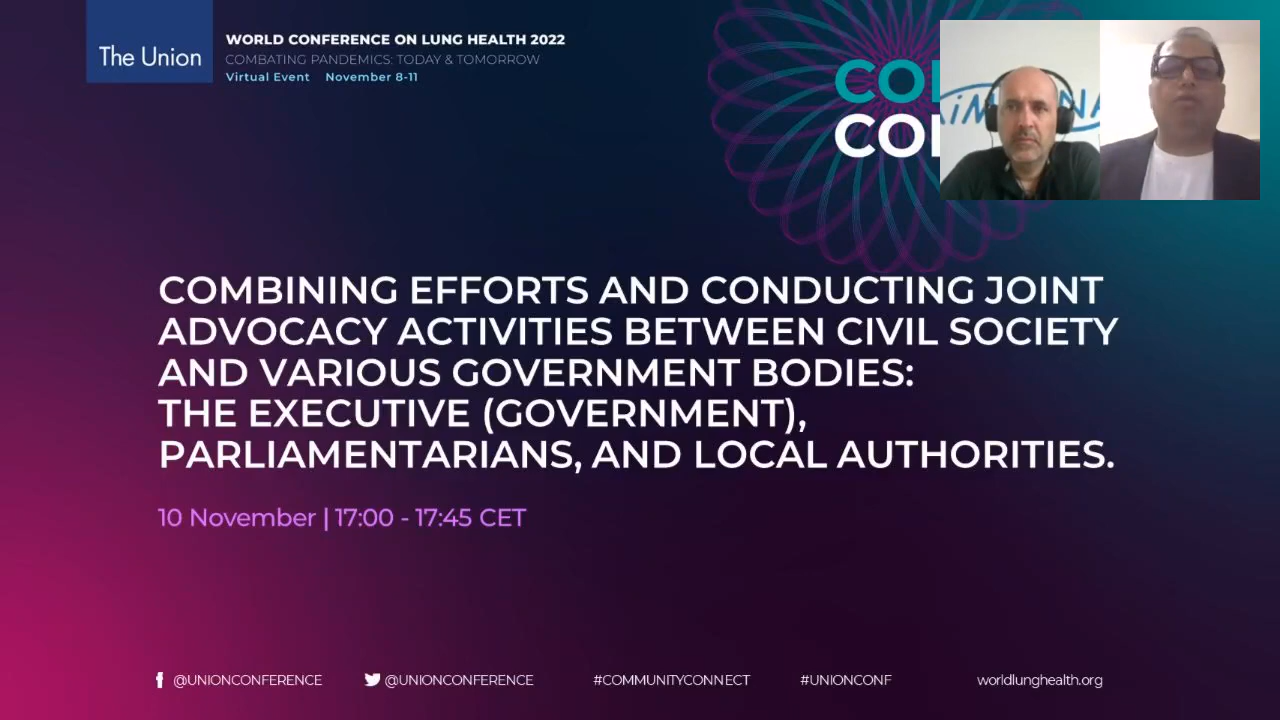 The Union
WORLD CONFERENCE ON LUNG HEALTH 2022
COMBATING PANDEMICS: TODAY & TOMORROW
Virtual Event November 8-11
COMBINING EFFORTS AND CONDUCTING JOINT
ADVOCACY ACTIVITIES BETWEEN CIVIL SOCIETY
AND VARIOUS GOVERNMENT BODIES:
THE EXECUTIVE (GOVERNMENT),
PARLIAMENTARIANS, AND LOCAL AUTHORITIES.
10 November | 17:00 - 17:45 CET
@UNIONCONFERENCE @UNIONCONFERENCE #COMMUNITYCONNECT #UNIONCONF worldlunghealth.org